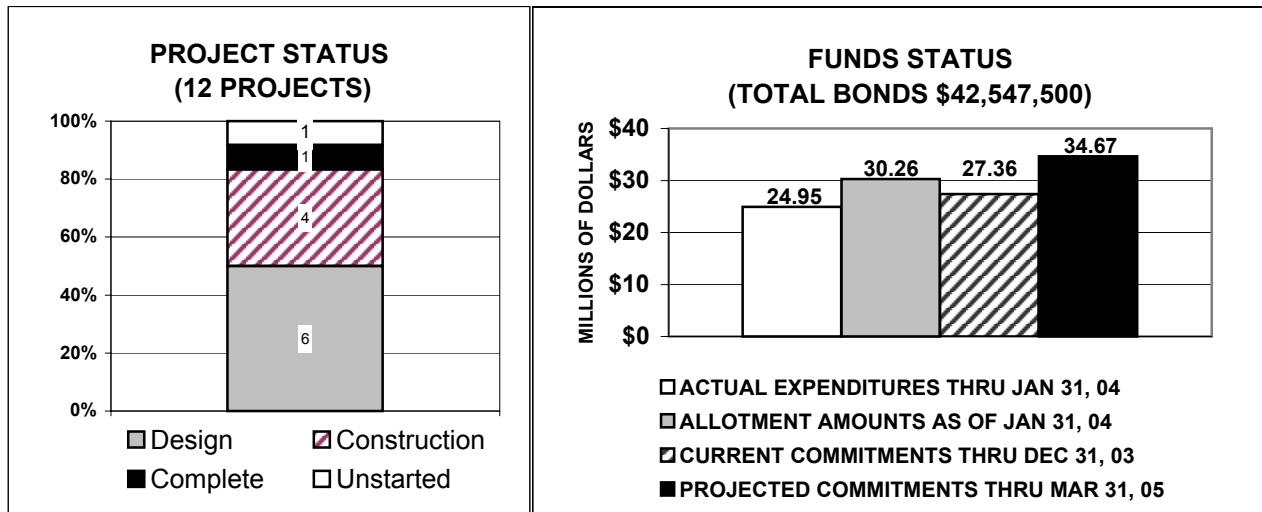 PROJECT STATUS
(12 PROJECTS)
100%
80%
60%
40%
20%
0%
1
1
4
6
Design
Construction
Complete
Unstarted
FUNDS STATUS
(TOTAL BONDS $42,547,500)
MILLIONS OF DOLLARS
$40
$30
$20
$10
$0
24.95
30.26
27.36
34.67
ACTUAL EXPENDITURES THRU JAN 31, 04
ALLOTMENT AMOUNTS AS OF JAN 31, 04
CURRENT COMMITMENTS THRU DEC 31, 03
PROJECTED COMMITMENTS THRU MAR 31, 05